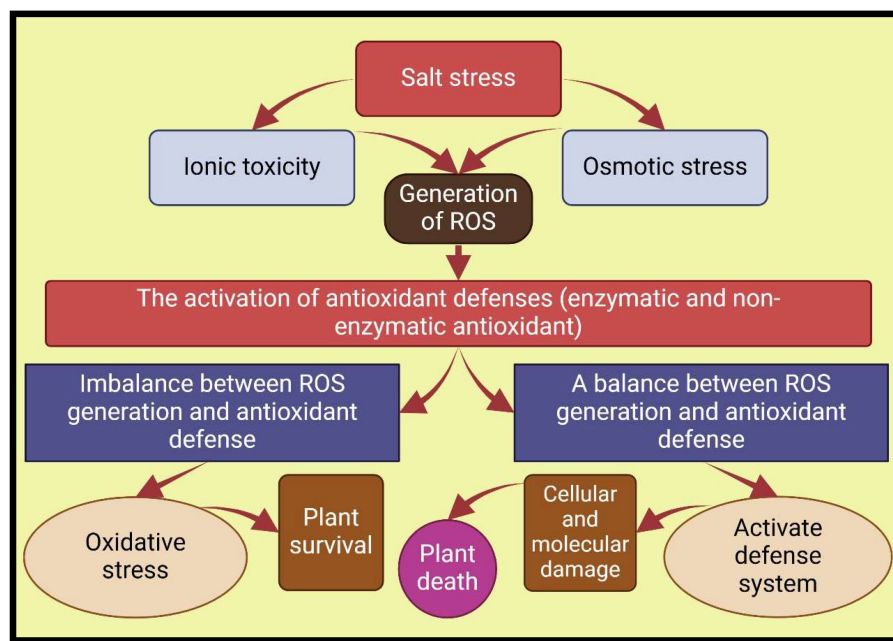 Salt stress
Ionic toxicity
Osmotic stress
Generation
of ROS
The activation of antioxidant defenses (enzymatic and non-
enzymatic antioxidant)
Imbalance between ROS
generation and antioxidant
defense
A balance between ROS
generation and antioxidant
defense
Oxidative
stress
Plant
survival
Plant
death
Cellular
and
molecular
damage
Activate
defense
system